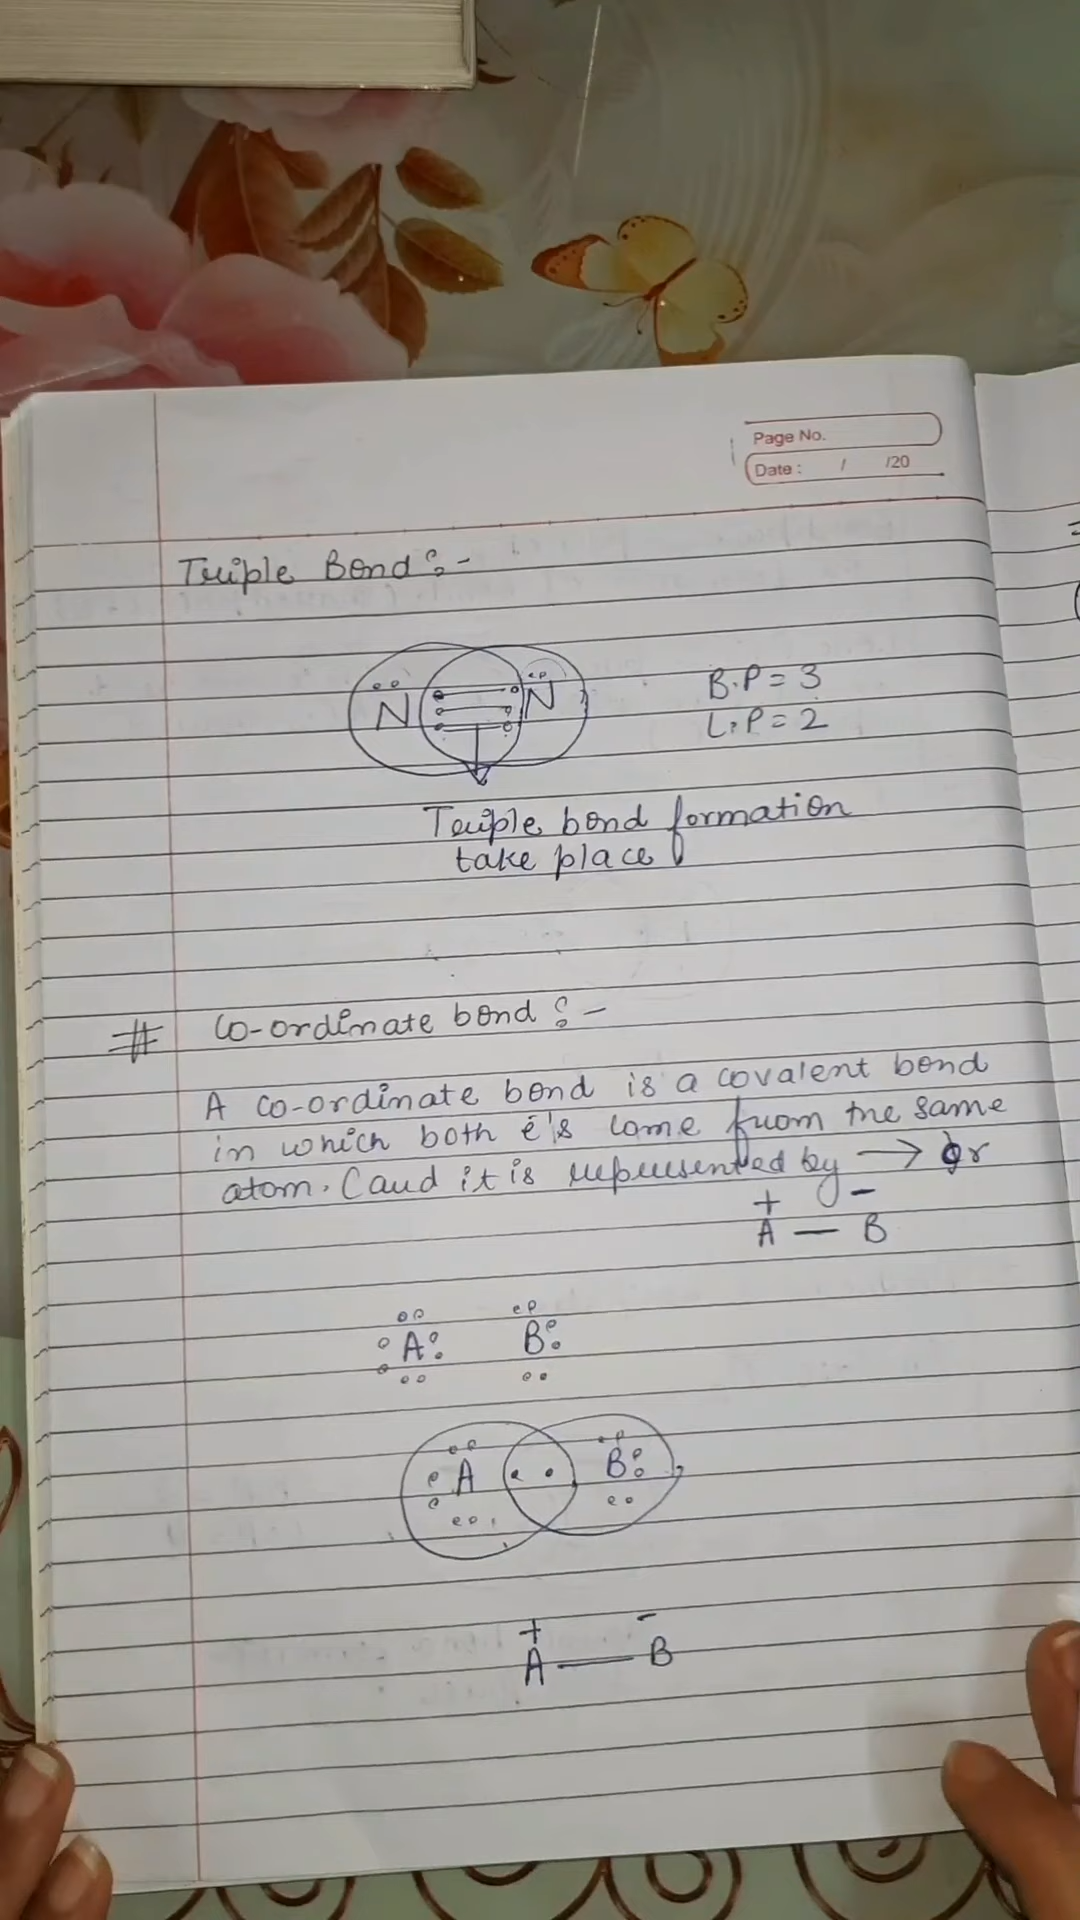 Page No.
Date : / /20
Triple Bond :-
N N
B.P = 3
L.P = 2
Triple bond formation
take place
# Co-ordinate bond :-
A co-ordinate bond is a covalent bond
in which both e's come from the same
atom. (and it is represented by → or
+ -
A — B
A B
A B
+ -
A — B